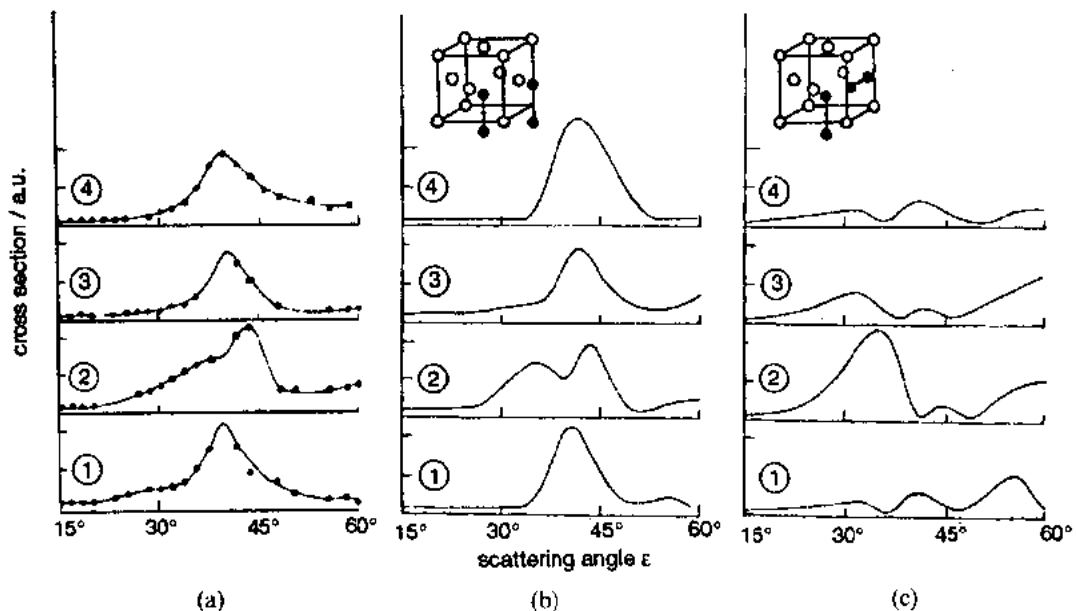 cross section / a.u.
④
③
②
①
15° 30° 45° 60°
④
③
②
①
15° 30° 45° 60°
④
③
②
①
15° 30° 45° 60°
scattering angle ε
(a) (b) (c)